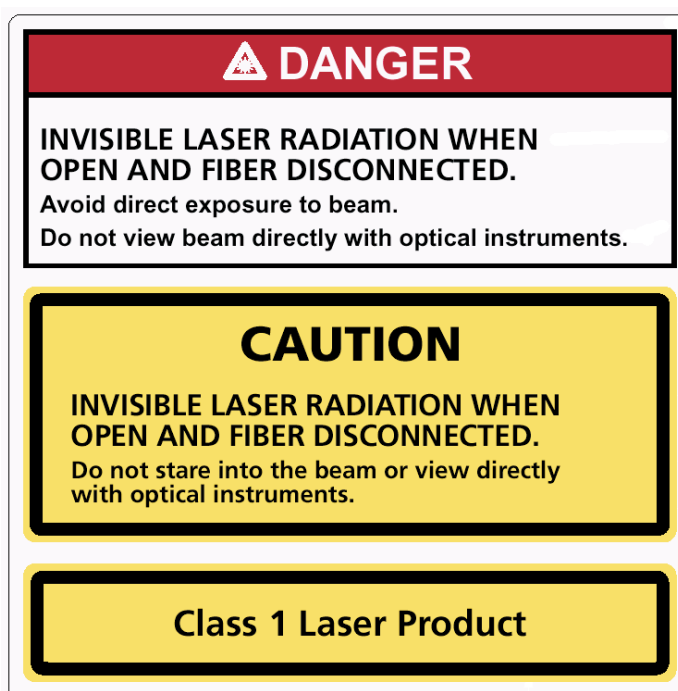 DANGER
INVISIBLE LASER RADIATION WHEN
OPEN AND FIBER DISCONNECTED.
Avoid direct exposure to beam.
Do not view beam directly with optical instruments.
CAUTION
INVISIBLE LASER RADIATION WHEN
OPEN AND FIBER DISCONNECTED.
Do not stare into the beam or view directly
with optical instruments.
Class 1 Laser Product